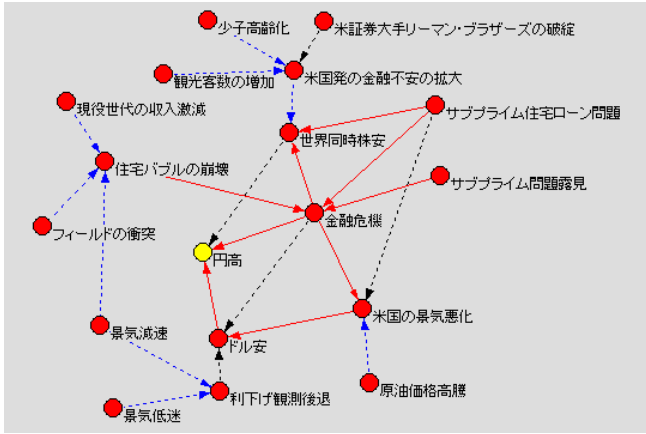 少子高齢化
米証券大手リーマン・ブラザーズの破綻
観光客数の増加
米国発の金融不安の拡大
現役世代の収入激減
サブプライム住宅ローン問題
世界同時株安
住宅バブルの崩壊
サブプライム問題露見
金融危機
フィールドの衝突
円高
米国の景気悪化
景気減速
ドル安
利下げ観測後退
原油価格高騰
景気低迷